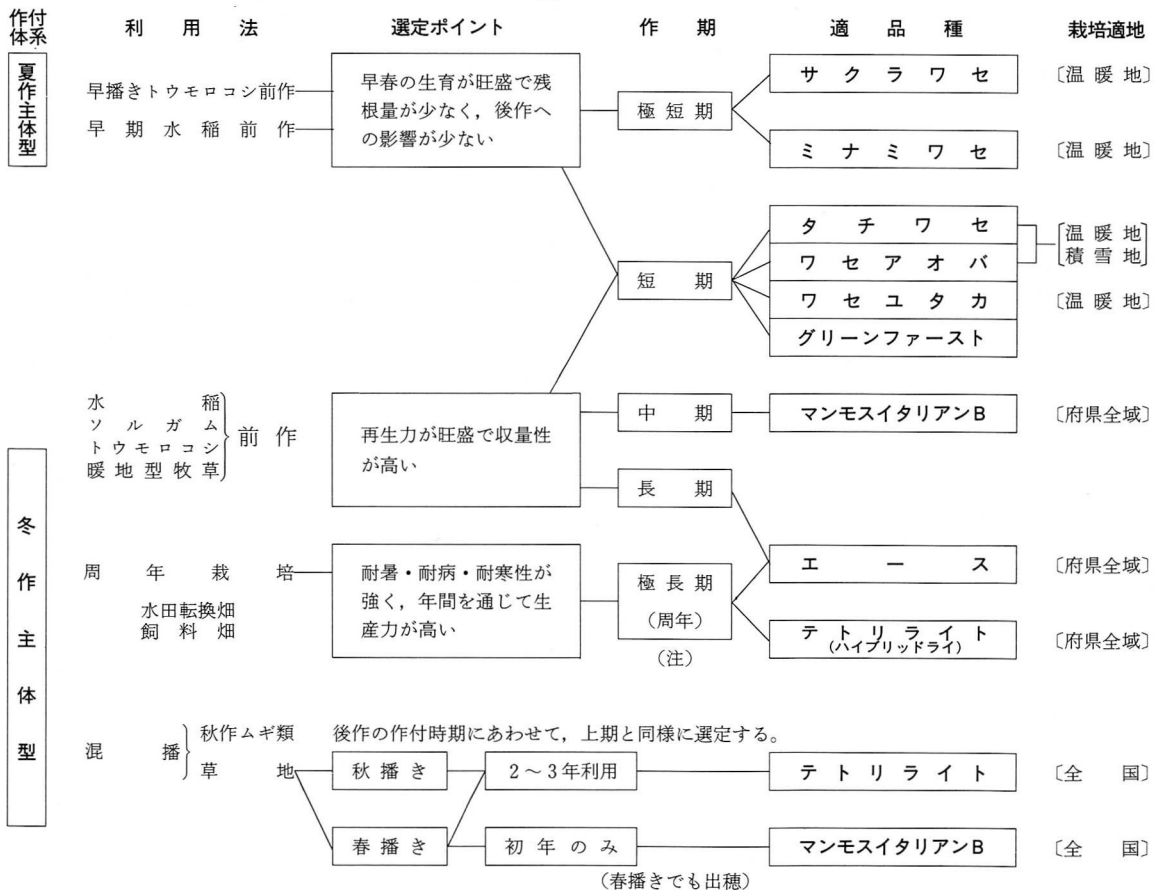 作付体系 利用法 選定ポイント 作期 適品種 栽培適地
夏作主体型
早播きトウモロコシ前作
早期水稲前作
早春の生育が旺盛で残
根量が少なく，後作へ
の影響が少ない
極短期
サクラワセ 〔温暖地〕
ミナミワセ 〔温暖地〕
短期
タチワセ
ワセアオバ
温暖地
積雪地
ワセユタカ 〔温暖地〕
グリーンファースト
冬作主体型
水稲
ソルガム
トウモロコシ
暖地型牧草
前作
再生力が旺盛で収量性
が高い
中期 マンモスイタリアンB 〔府県全域〕
長期
周年栽培
水田転換畑
飼料畑
耐暑・耐病・耐寒性が
強く，年間を通じて生
産力が高い
極長期
(周年)
(注)
エース 〔府県全域〕
テトリライト
(ハイブリッドライ)
〔府県全域〕
混播
秋作ムギ類 後作の作付時期にあわせて，上期と同様に選定する。
草地 秋播き 2～3年利用 テトリライト 〔全国〕
春播き 初年のみ マンモスイタリアンB 〔全国〕
(春播きでも出穂)